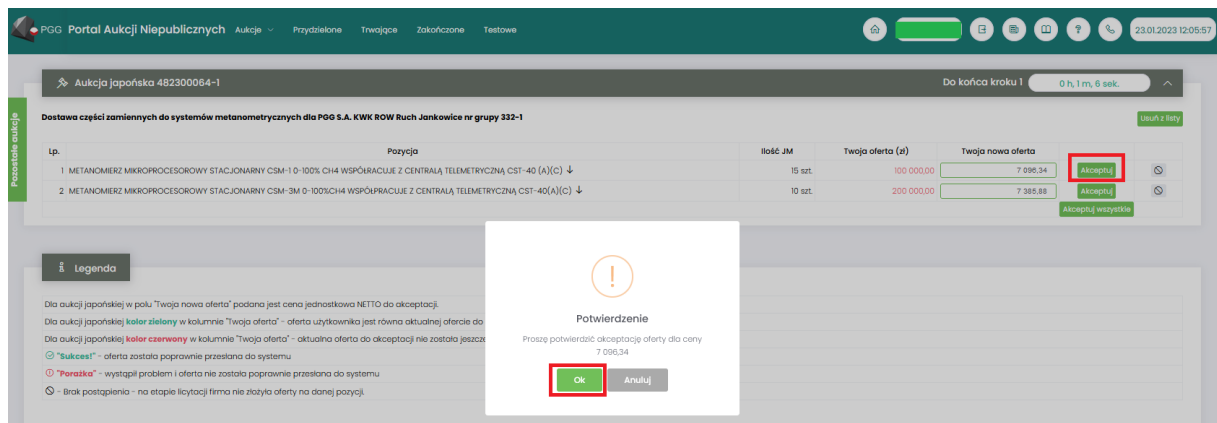 PGG Portal Aukcji Niepublicznych Aukcje Przydzielone Trwające Zakończone Testowe 23.01.2023 12:05:57
Aukcja japońska 482300064-1 Do końca kroku 1 0 h, 1 m, 6 sek.
Pozostałe aukcje
Dostawa części zamiennych do systemów metanometrycznych dla PGG S.A. KWK ROW Ruch Jankowice nr grupy 332-1 Usuń z listy
Lp. Pozycja Ilość JM Twoja oferta (zł) Twoja nowa oferta
1 METANOMIERZ MIKROPROCESOROWY STACJONARNY CSM-1 0-100% CH4 WSPÓŁRACUJE Z CENTRALĄ TELEMETRYCZNĄ CST-40 (A)(C) 15 szt. 100 000,00 7 096,34 Akceptuj
2 METANOMIERZ MIKROPROCESOROWY STACJONARNY CSM-3M 0-100%CH4 WSPÓŁPRACUJE Z CENTRALĄ TELEMETRYCZNĄ CST-40(A)(C) 10 szt. 200 000,00 7 385,88 Akceptuj
Akceptuj wszystkie
Legenda
Dla aukcji japońskiej w polu "Twoja nowa oferta" podana jest cena jednostkowa NETTO do akceptacji.
Dla aukcji japońskiej kolor zielony w kolumnie "Twoja oferta" - oferta użytkownika jest równa aktualnej ofercie do
Dla aukcji japońskiej kolor czerwony w kolumnie "Twoja oferta" - aktualna oferta do akceptacji nie została jeszcze
"Sukces!" - oferta została poprawnie przesłana do systemu
"Porażka" - wystąpił problem i oferta nie została poprawnie przesłana do systemu
- Brak postąpienia - na etapie licytacji firma nie złożyła oferty na danej pozycji.
Potwierdzenie
Proszę potwierdzić akceptację oferty dla ceny
7 096,34
Ok Anuluj